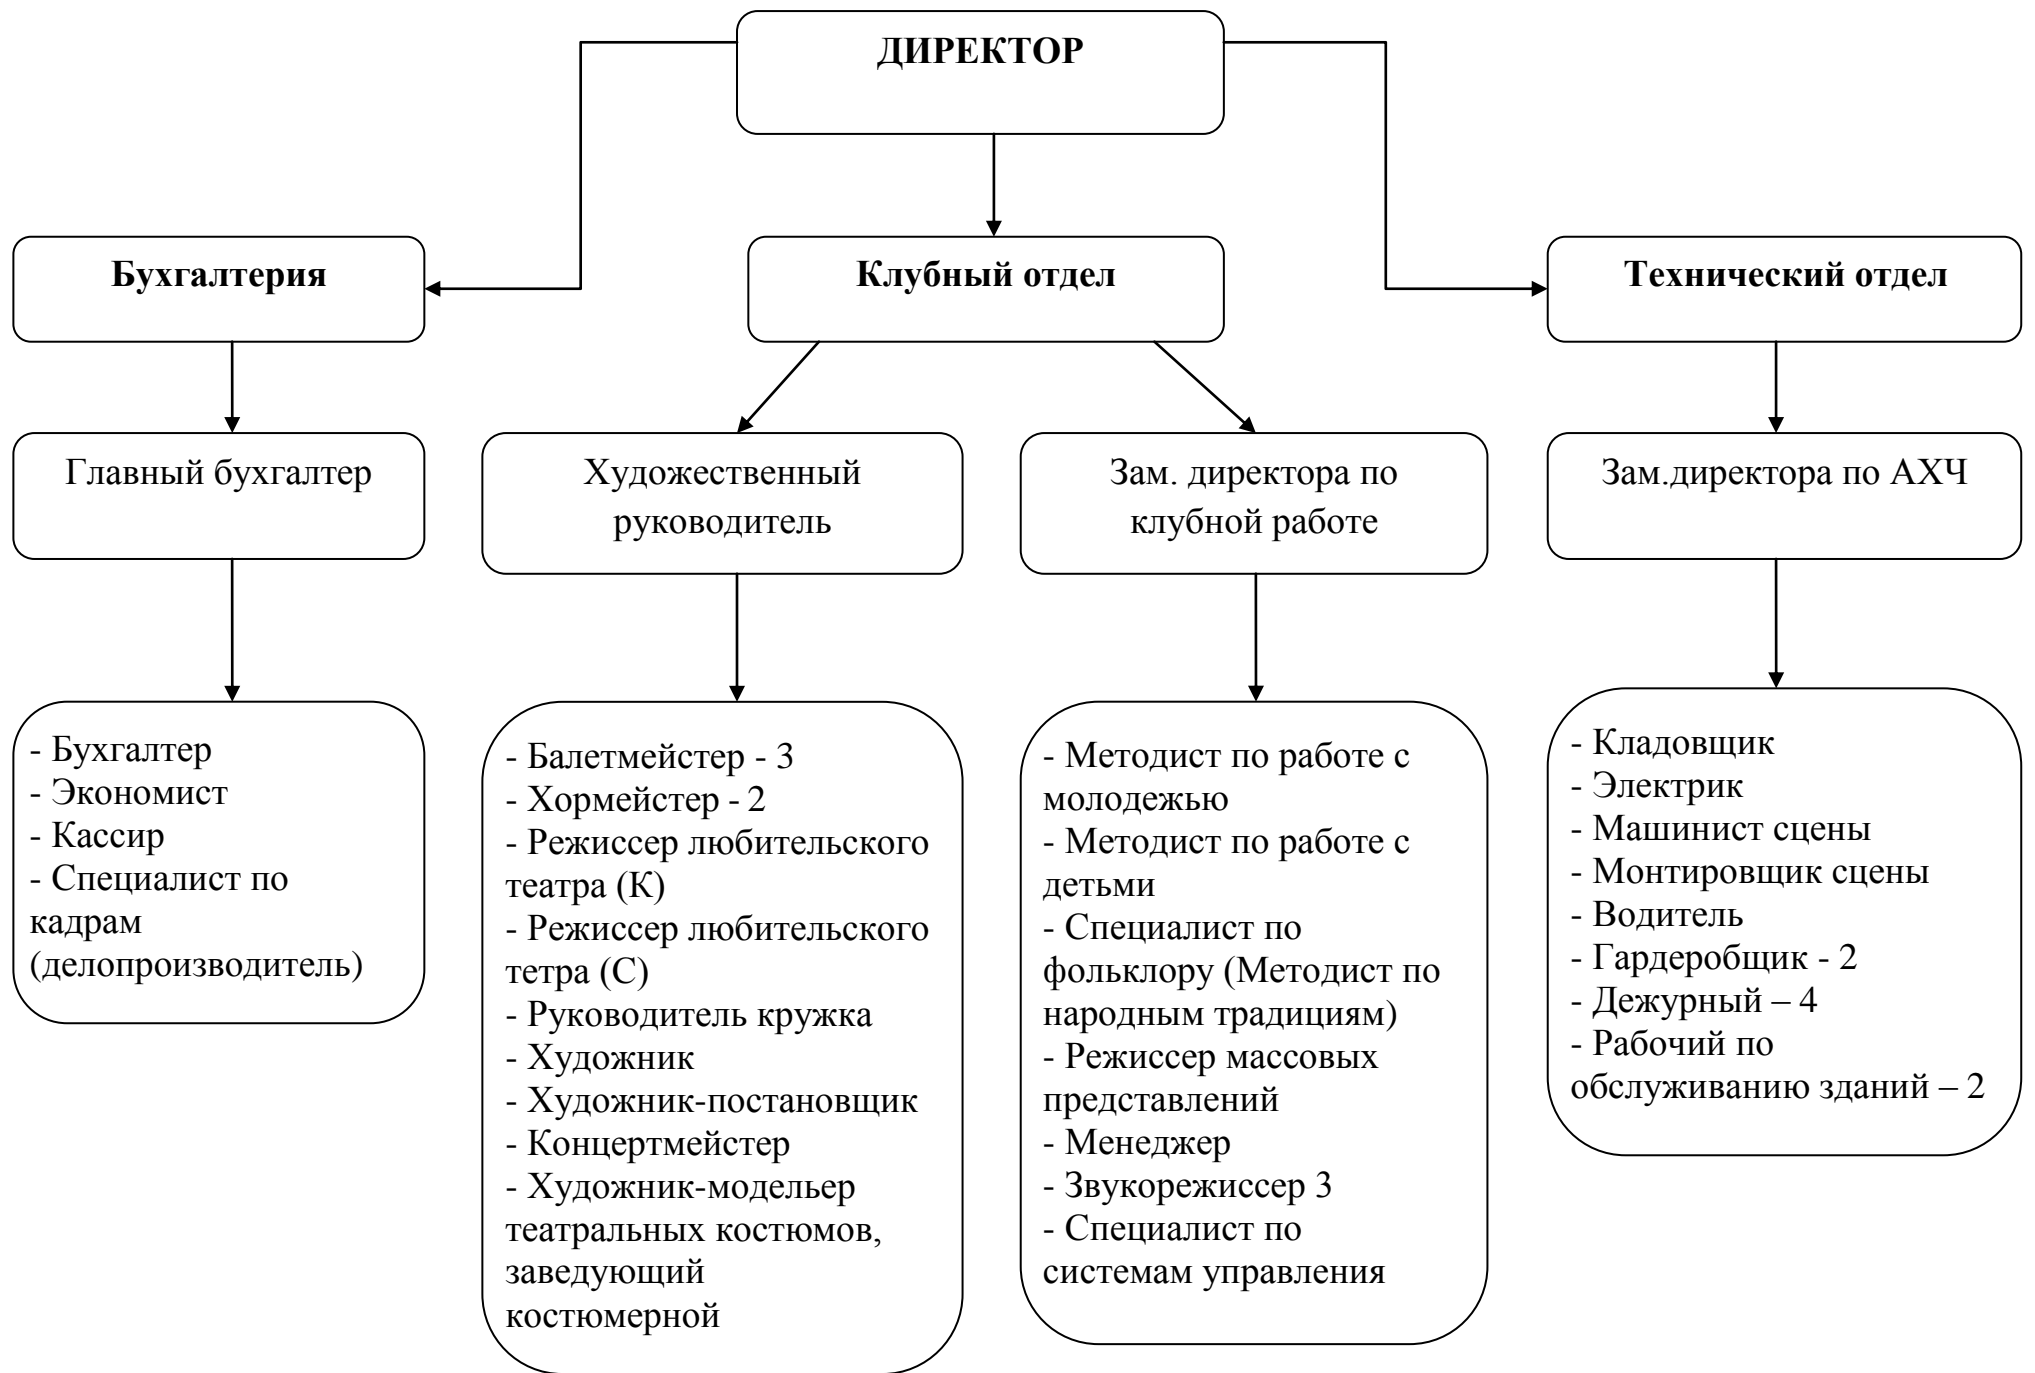 ДИРЕКТОР
Бухгалтерия
Клубный отдел
Технический отдел
Главный бухгалтер
Художественный
руководитель
Зам. директора по
клубной работе
Зам.директора по АХЧ
- Бухгалтер
- Экономист
- Кассир
- Специалист по
кадрам
(делопроизводитель)
- Балетмейстер - 3
- Хормейстер - 2
- Режиссер любительского
театра (К)
- Режиссер любительского
тетра (С)
- Руководитель кружка
- Художник
- Художник-постановщик
- Концертмейстер
- Художник-модельер
театральных костюмов,
заведующий
костюмерной
- Методист по работе с
молодежью
- Методист по работе с
детьми
- Специалист по
фольклору (Методист по
народным традициям)
- Режиссер массовых
представлений
- Менеджер
- Звукорежиссер 3
- Специалист по
системам управления
- Кладовщик
- Электрик
- Машинист сцены
- Монтировщик сцены
- Водитель
- Гардеробщик - 2
- Дежурный – 4
- Рабочий по
обслуживанию зданий – 2